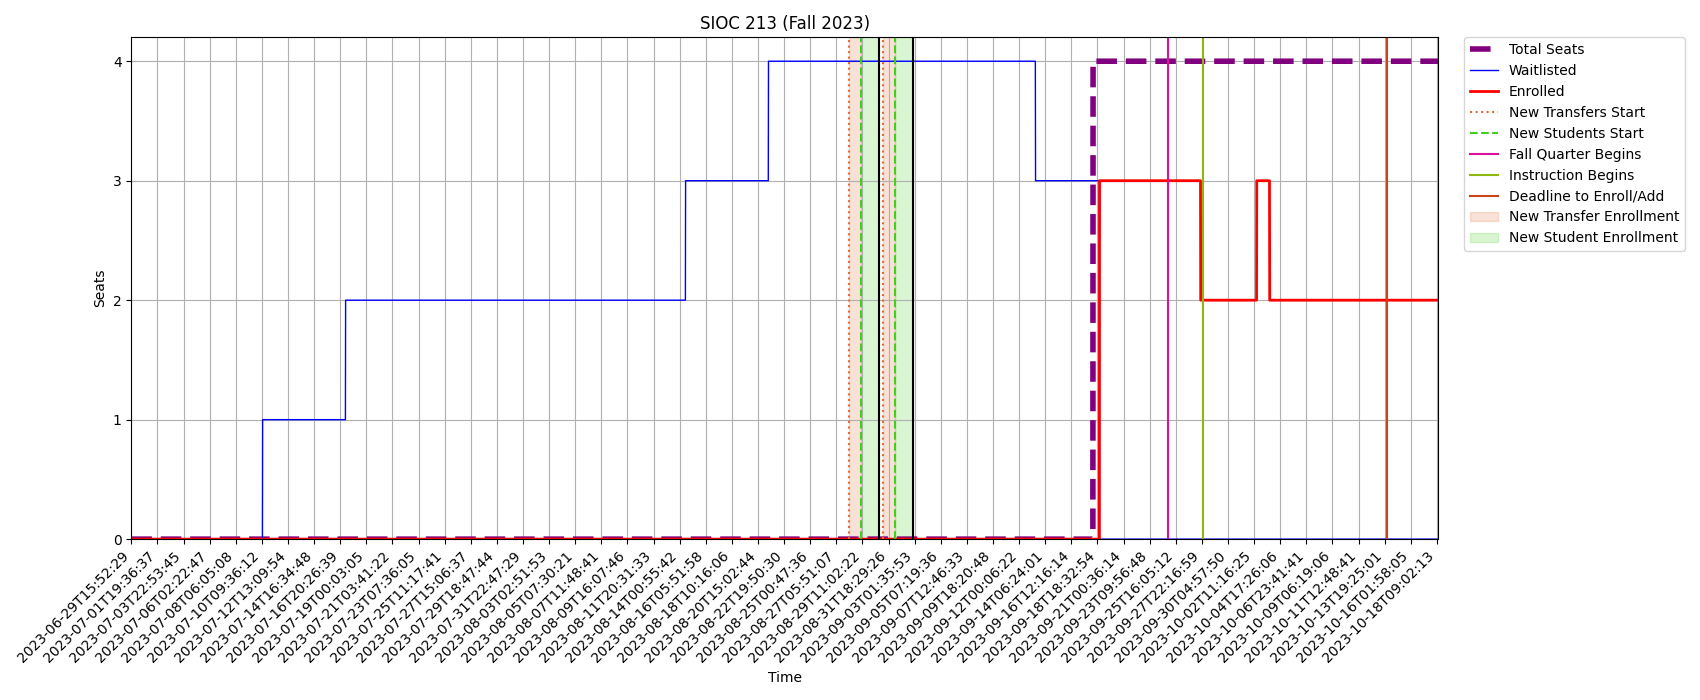 SIOC 213 (Fall 2023)
Seats
4
3
2
1
0
2023-06-29T15:52:29
2023-07-01T19:36:37
2023-07-03T22:53:45
2023-07-06T02:22:47
2023-07-08T06:05:08
2023-07-10T09:36:12
2023-07-12T13:09:54
2023-07-14T16:34:48
2023-07-16T20:26:39
2023-07-19T00:03:05
2023-07-21T03:41:22
2023-07-23T07:36:05
2023-07-25T11:17:41
2023-07-27T15:06:37
2023-07-29T18:47:44
2023-07-31T22:47:29
2023-08-03T02:51:53
2023-08-05T07:30:21
2023-08-07T11:48:41
2023-08-09T16:07:46
2023-08-11T20:31:33
2023-08-14T00:55:42
2023-08-16T05:51:58
2023-08-18T10:16:06
2023-08-20T15:02:44
2023-08-22T19:50:30
2023-08-25T00:47:36
2023-08-27T05:51:07
2023-08-29T11:02:22
2023-08-31T18:29:26
2023-09-03T01:35:53
2023-09-05T07:19:36
2023-09-07T12:46:33
2023-09-09T18:20:48
2023-09-12T00:06:22
2023-09-14T06:24:01
2023-09-16T12:16:14
2023-09-18T18:32:54
2023-09-21T00:36:14
2023-09-23T09:56:48
2023-09-25T16:05:12
2023-09-27T22:16:59
2023-09-30T04:57:50
2023-10-02T11:16:25
2023-10-04T17:26:06
2023-10-06T23:41:41
2023-10-09T06:19:06
2023-10-11T12:48:41
2023-10-13T19:25:01
2023-10-16T01:58:05
2023-10-18T09:02:13
Time
Total Seats
Waitlisted
Enrolled
New Transfers Start
New Students Start
Fall Quarter Begins
Instruction Begins
Deadline to Enroll/Add
New Transfer Enrollment
New Student Enrollment